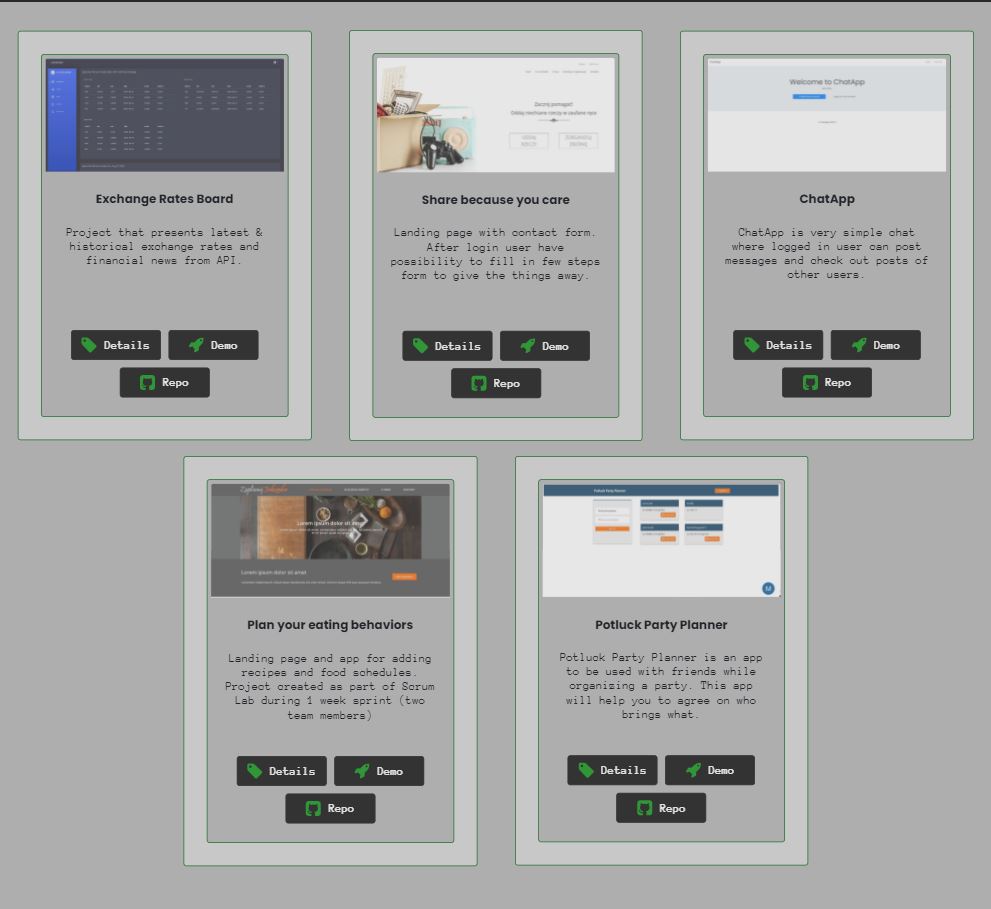 Zacznij pomagać!
Oddaj niechciane rzeczy w zaufane ręce
Welcome to ChatApp
Exchange Rates Board
Project that presents latest &
historical exchange rates and
financial news from API.
Details
Demo
Repo
Share because you care
Landing page with contact form.
After login user have
possibility to fill in few steps
form to give the things away.
Details
Demo
Repo
ChatApp
ChatApp is very simple chat
where logged in user can post
messages and check out posts of
other users.
Details
Demo
Repo
Lorem ipsum dolor sit amet
Lorem ipsum dolor sit amet
Plan your eating behaviors
Landing page and app for adding
recipes and food schedules.
Project created as part of Scrum
Lab during 1 week sprint (two
team members)
Details
Demo
Repo
Potluck Party Planner
M
Potluck Party Planner
Potluck Party Planner is an app
to be used with friends while
organizing a party. This app
will help you to agree on who
brings what.
Details
Demo
Repo